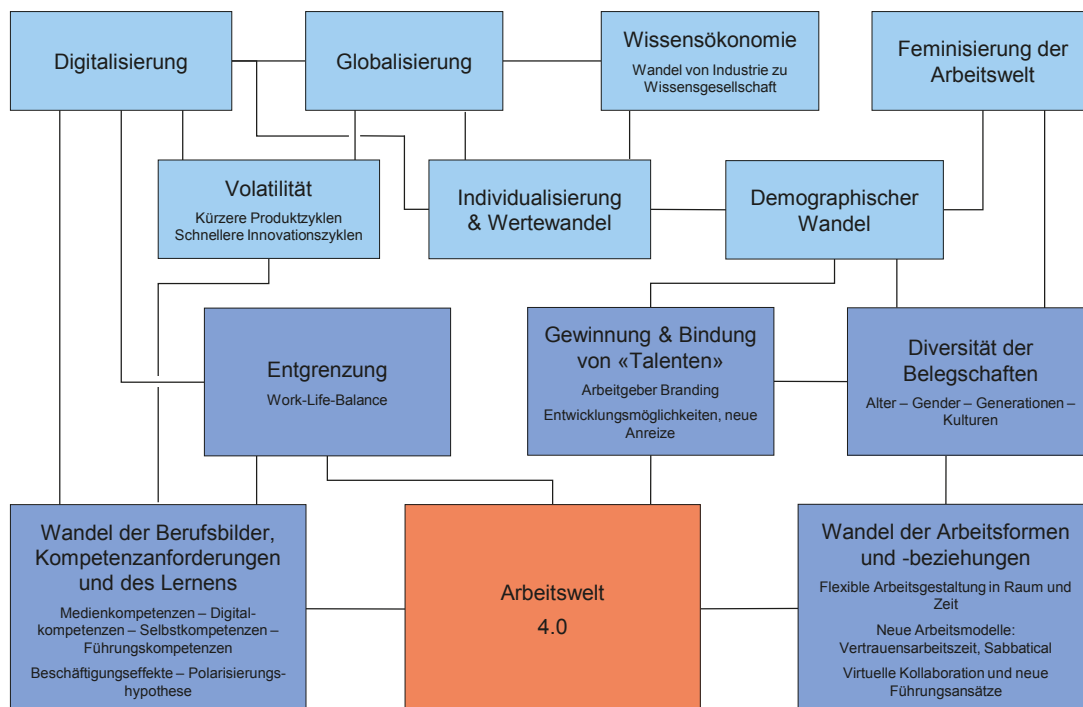 Digitalisierung
Globalisierung
Wissensökonomie
Wandel von Industrie zu
Wissensgesellschaft
Feminisierung der
Arbeitswelt
Volatilität
Kürzere Produktzyklen
Schnellere Innovationszyklen
Individualisierung
& Wertewandel
Demographischer
Wandel
Entgrenzung
Work-Life-Balance
Gewinnung & Bindung
von «Talenten»
Arbeitgeber Branding
Entwicklungsmöglichkeiten, neue
Anreize
Diversität der
Belegschaften
Alter – Gender – Generationen –
Kulturen
Wandel der Berufsbilder,
Kompetenzanforderungen
und des Lernens
Medienkompetenzen – Digital-
kompetenzen – Selbstkompetenzen –
Führungskompetenzen
Beschäftigungseffekte – Polarisierungs-
hypothese
Arbeitswelt
4.0
Wandel der Arbeitsformen
und -beziehungen
Flexible Arbeitsgestaltung in Raum und
Zeit
Neue Arbeitsmodelle:
Vertrauensarbeitszeit, Sabbatical
Virtuelle Kollaboration und neue
Führungsansätze